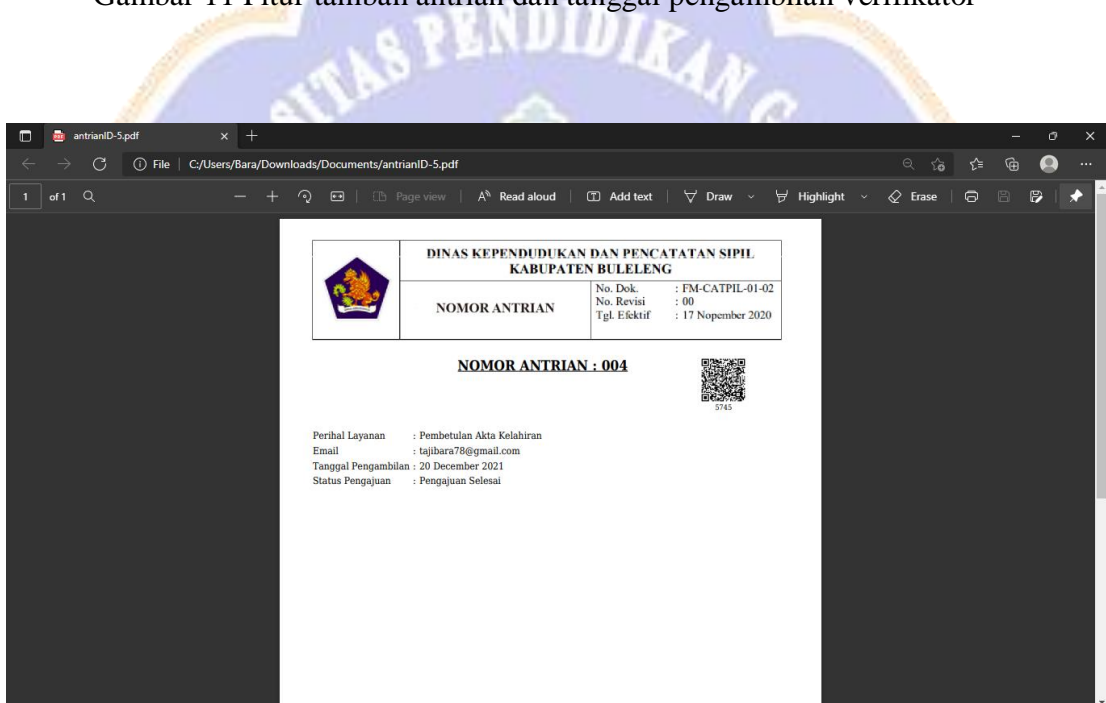 Gambar 11 Fitur tambah antrian dan tanggal pengambilan verifikator
ITAS PENDIDIKAN G
antrianID-5.pdf
File | C:/Users/Bara/Downloads/Documents/antrianID-5.pdf
1 of 1 Page view Read aloud Add text Draw Highlight Erase
DINAS KEPENDUDUKAN DAN PENCATATAN SIPIL
KABUPATEN BULELENG
NOMOR ANTRIAN
No. Dok. : FM-CATPIL-01-02
No. Revisi : 00
Tgl. Efektif : 17 Nopember 2020
NOMOR ANTRIAN : 004
5745
Perihal Layanan : Pembetulan Akta Kelahiran
Email : tajibara78@gmail.com
Tanggal Pengambilan : 20 December 2021
Status Pengajuan : Pengajuan Selesai